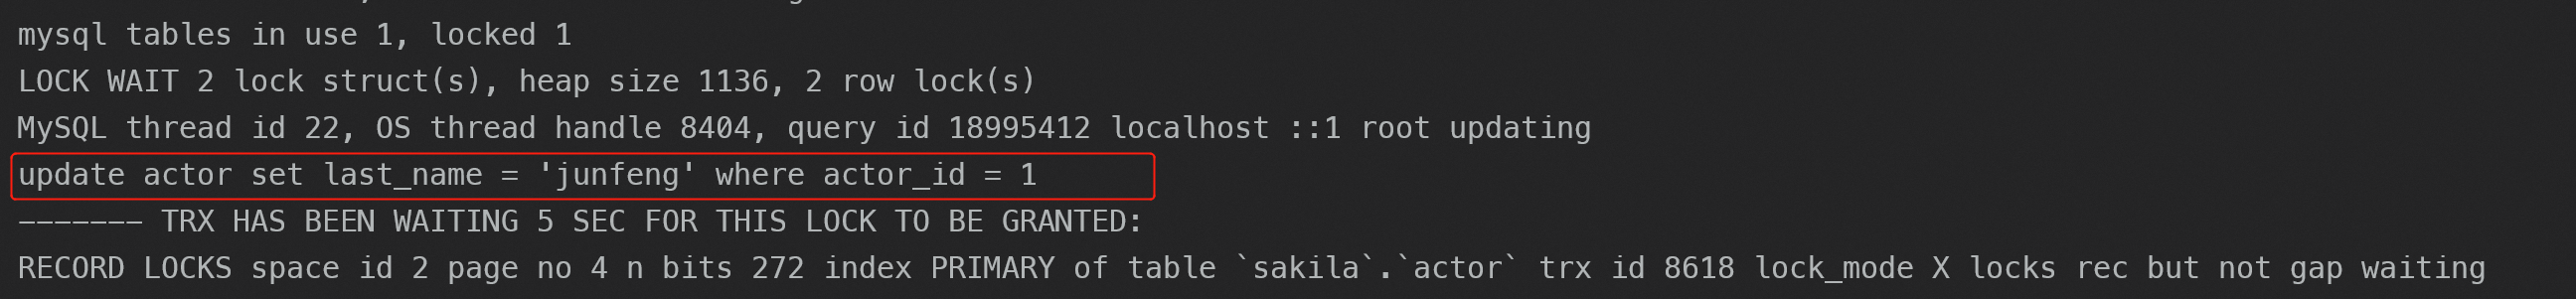 mysql tables in use 1, locked 1
LOCK WAIT 2 lock struct(s), heap size 1136, 2 row lock(s)
MySQL thread id 22, OS thread handle 8404, query id 18995412 localhost ::1 root updating
update actor set last_name = 'junfeng' where actor_id = 1
------- TRX HAS BEEN WAITING 5 SEC FOR THIS LOCK TO BE GRANTED:
RECORD LOCKS space id 2 page no 4 n bits 272 index PRIMARY of table `sakila`.`actor` trx id 8618 lock_mode X locks rec but not gap waiting